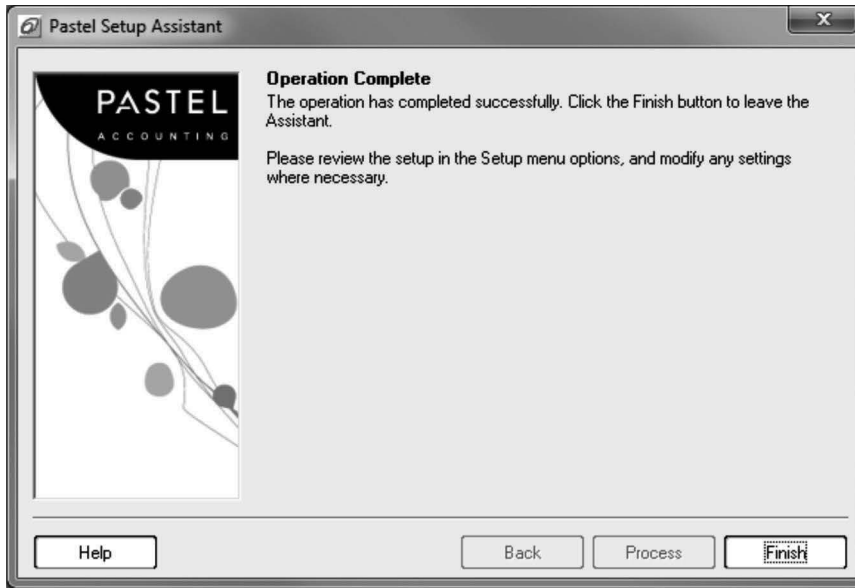 Pastel Setup Assistant
x
PASTEL
ACCOUNTING
Operation Complete
The operation has completed successfully. Click the Finish button to leave the
Assistant.
Please review the setup in the Setup menu options, and modify any settings
where necessary.
Help
Back
Process
Finish